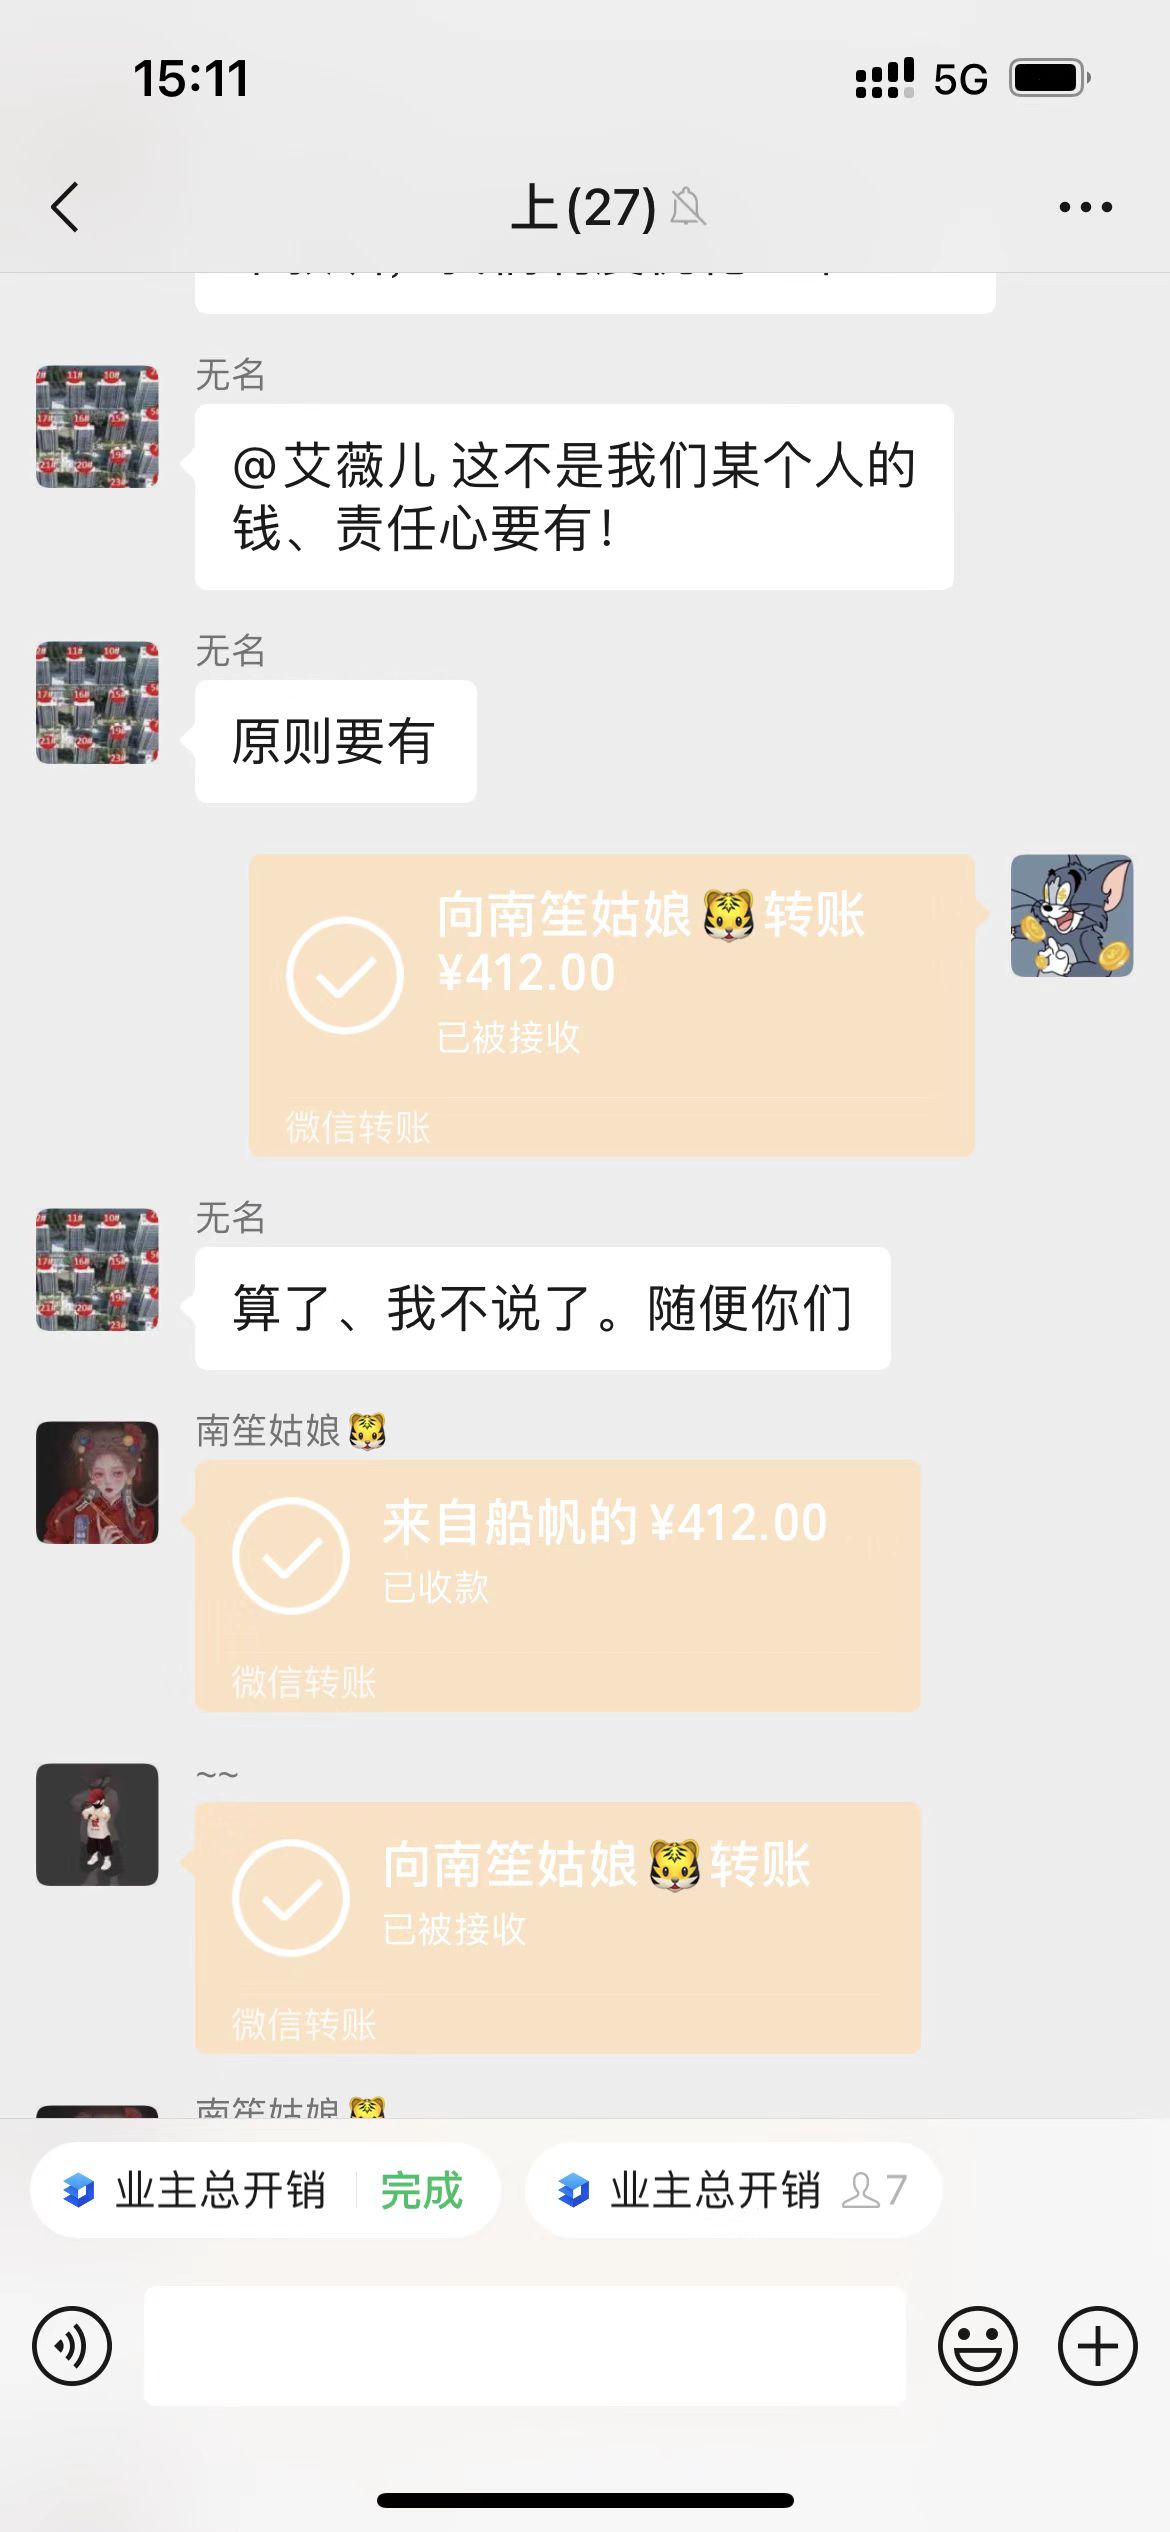 15:11
5G
上(27)
无名
@艾薇儿 这不是我们某个人的
钱、责任心要有!
无名
原则要有
向南笙姑娘🐯转账
¥412.00
已被接收
微信转账
无名
算了、我不说了。随便你们
南笙姑娘🐯
来自船帆的 ¥412.00
已收款
微信转账
~~
向南笙姑娘🐯转账
已被接收
微信转账
南笙姑娘🐯
业主总开销 完成
业主总开销 7